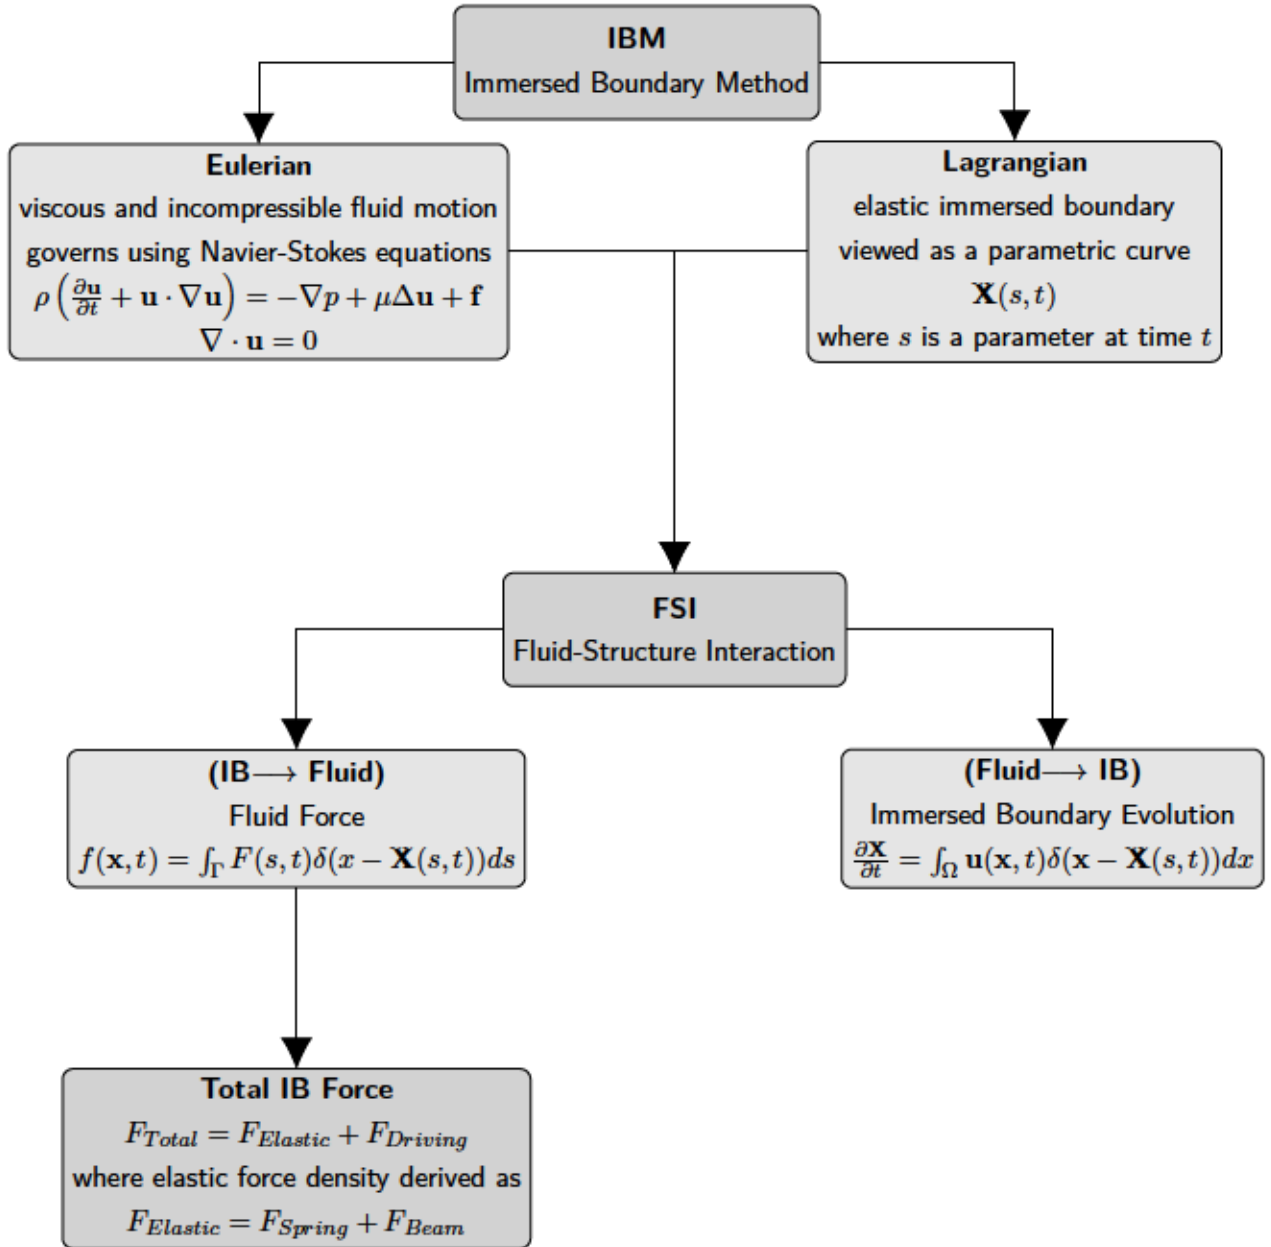 IBM
Immersed Boundary Method
Eulerian
viscous and incompressible fluid motion
governs using Navier-Stokes equations
ρ(∂𝐮/∂t + 𝐮 · ∇𝐮) = −∇p + μΔ𝐮 + 𝐟
∇ · 𝐮 = 0
Lagrangian
elastic immersed boundary
viewed as a parametric curve
𝐗(s, t)
where s is a parameter at time t
FSI
Fluid-Structure Interaction
(IB⟶ Fluid)
Fluid Force
f(𝐱, t) = ∫_Γ F(s, t)δ(x − 𝐗(s, t))ds
(Fluid⟶ IB)
Immersed Boundary Evolution
∂𝐗/∂t = ∫_Ω 𝐮(𝐱, t)δ(𝐱 − 𝐗(s, t))dx
Total IB Force
F_Total = F_Elastic + F_Driving
where elastic force density derived as
F_Elastic = F_Spring + F_Beam